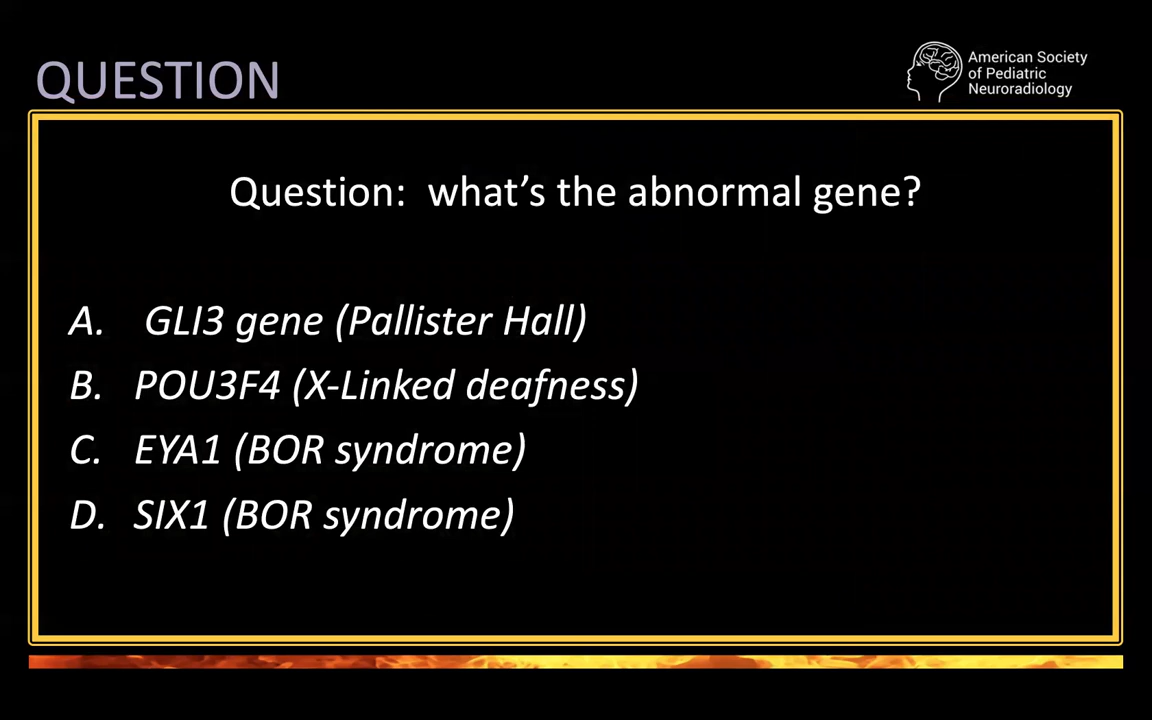 QUESTION
American Society
of Pediatric
Neuroradiology
Question: what's the abnormal gene?
A. GLI3 gene (Pallister Hall)
B. POU3F4 (X-Linked deafness)
C. EYA1 (BOR syndrome)
D. SIX1 (BOR syndrome)